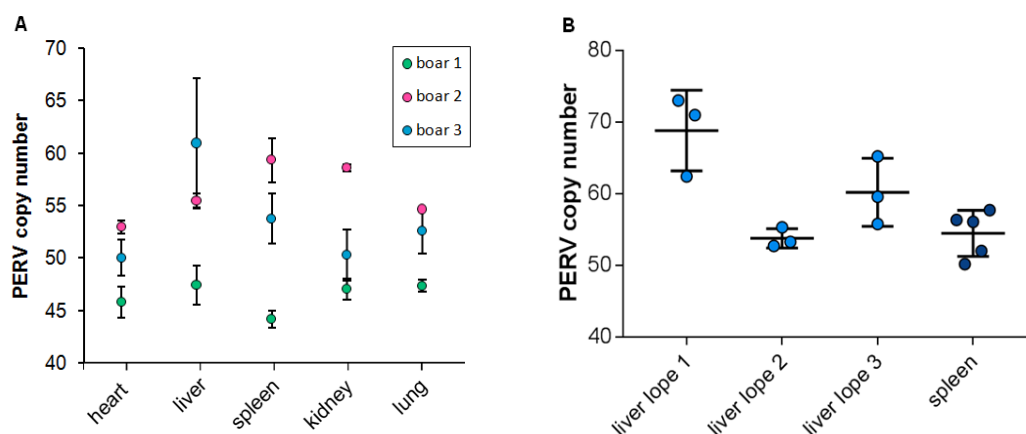 A
PERV copy number
70
65
60
55
50
45
40
boar 1
boar 2
boar 3
heart
liver
spleen
kidney
lung
B
PERV copy number
80
70
60
50
40
liver lope 1
liver lope 2
liver lope 3
spleen